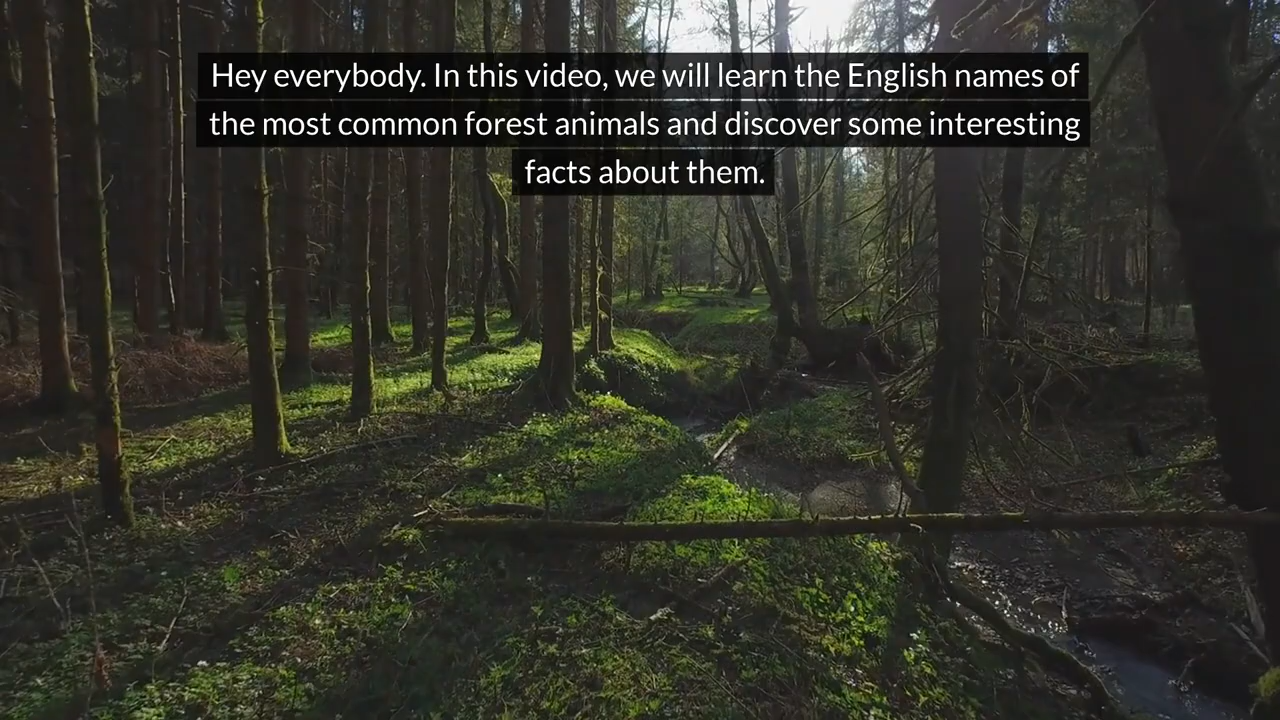 Hey everybody. In this video, we will learn the English names of
the most common forest animals and discover some interesting
facts about them.